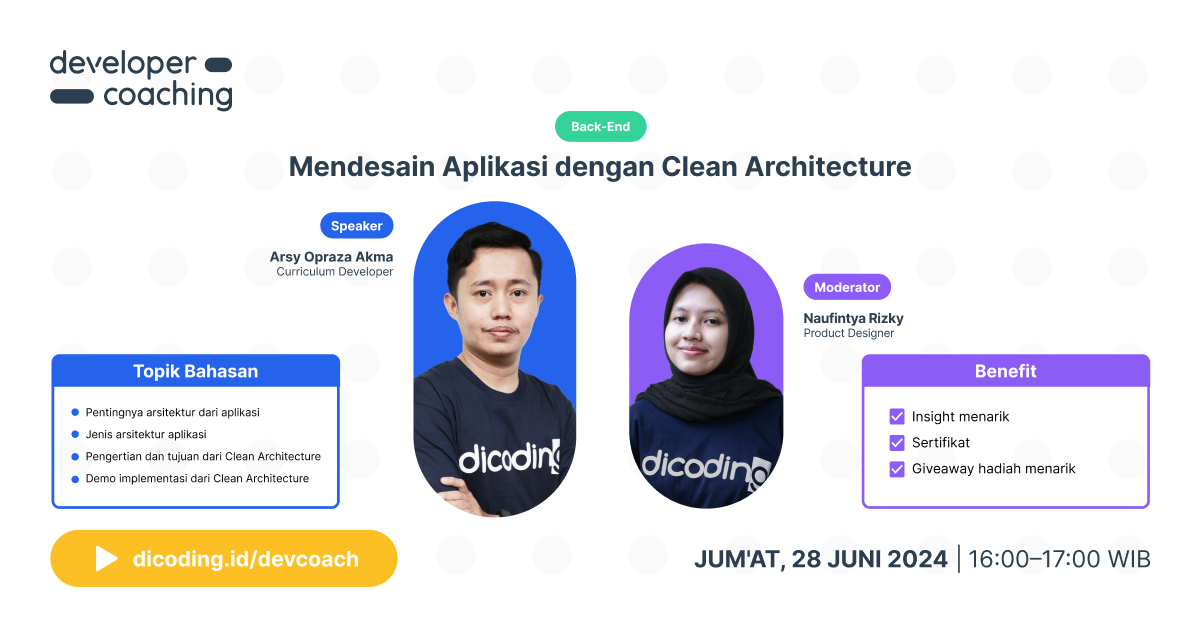 developer
coaching
Back-End
Mendesain Aplikasi dengan Clean Architecture
Speaker
Arsy Opraza Akma
Curriculum Developer
Moderator
Naufintya Rizky
Product Designer
dicoding
dicoding
Topik Bahasan
Pentingnya arsitektur dari aplikasi
Jenis arsitektur aplikasi
Pengertian dan tujuan dari Clean Architecture
Demo implementasi dari Clean Architecture
Benefit
Insight menarik
Sertifikat
Giveaway hadiah menarik
dicoding.id/devcoach
JUM'AT, 28 JUNI 2024 | 16:00–17:00 WIB